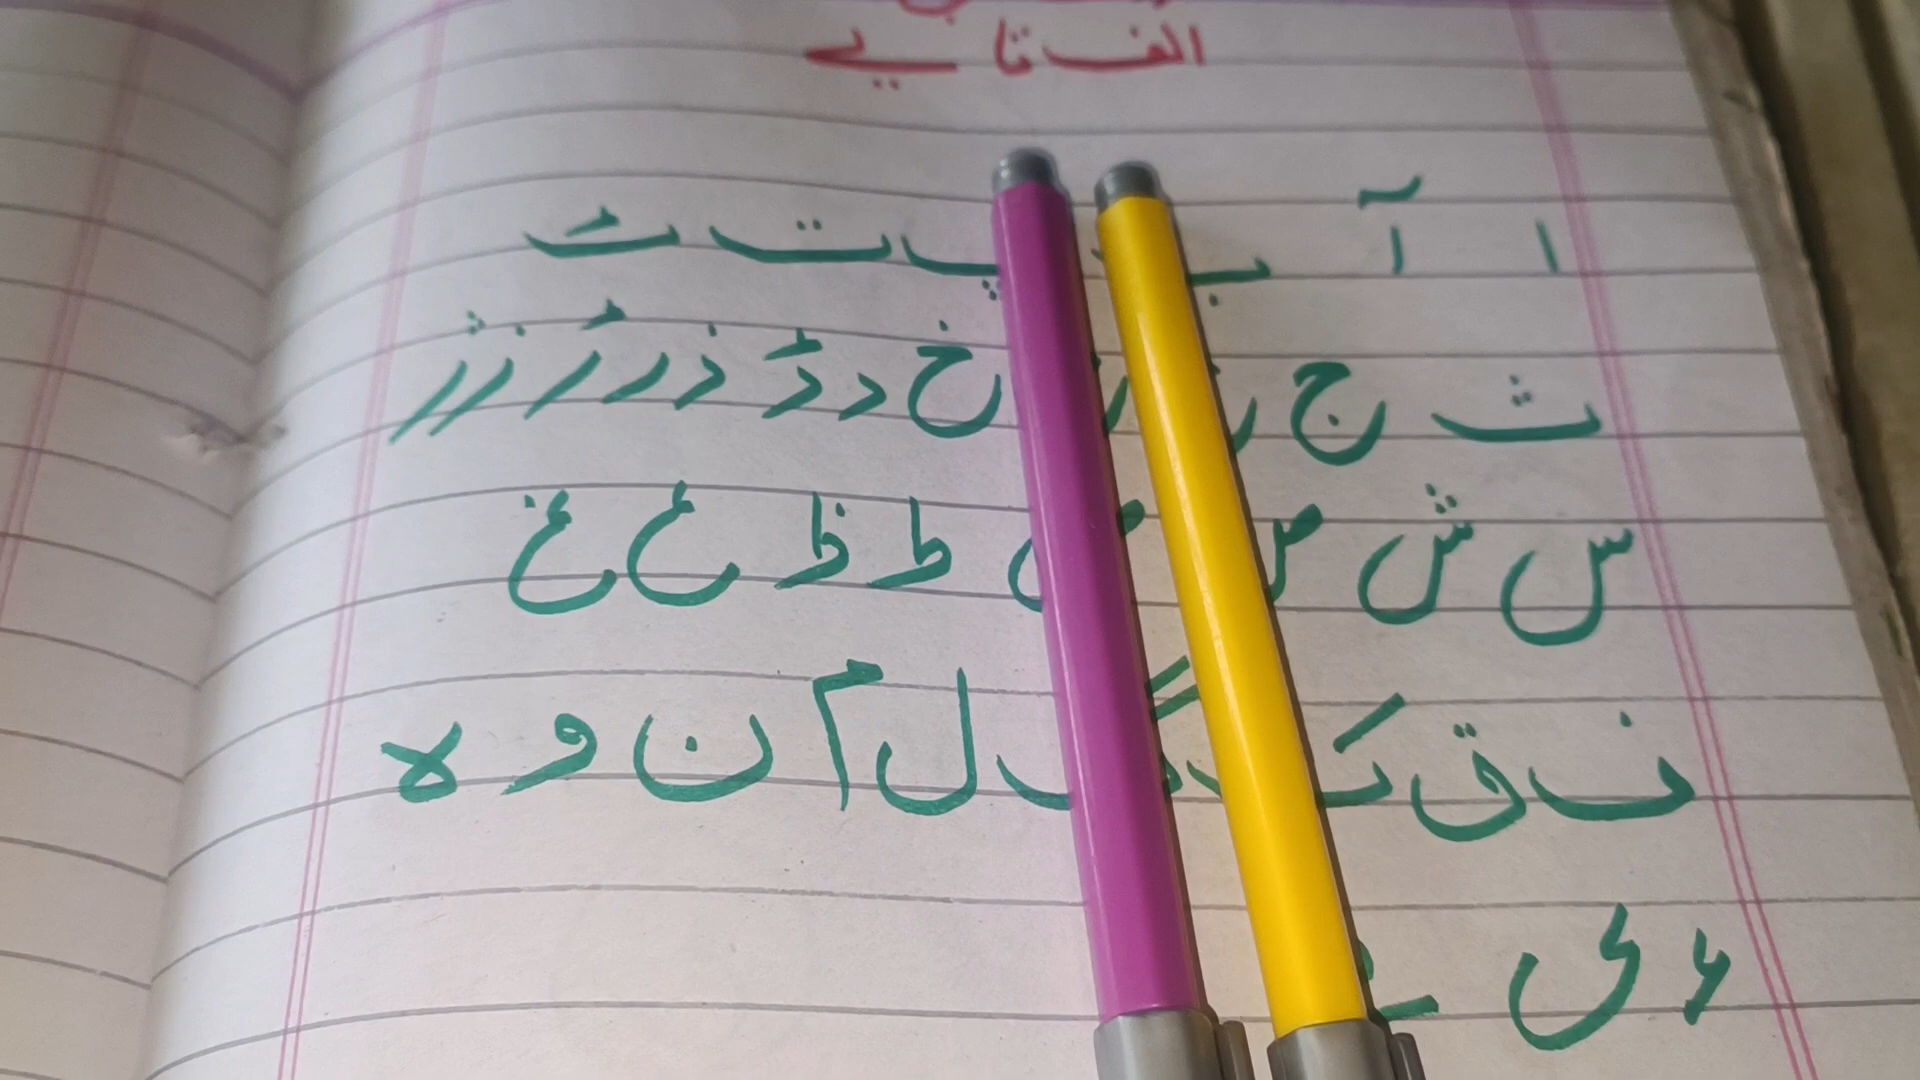 الف تا یے
ا آ ب پ ت ٹ
ث ج خ د ڈ ذ ر ڑ ز ژ
س ش ص ط ظ ع غ
ف ق ک گ ل م ن و ہ
ء ی